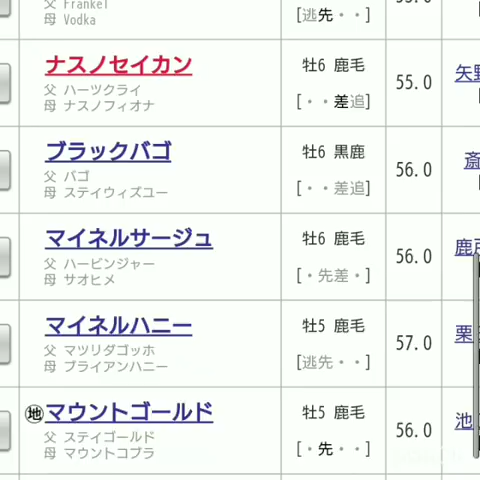 父 Frankel
母 Vodka
[逃先・・]
ナスノセイカン
父 ハーツクライ
母 ナスノフィオナ
牡6 鹿毛
[・・差追]
55.0
矢野
ブラックバゴ
父 バゴ
母 ステイウィズユー
牡6 黒鹿
[・・差追]
56.0
斎
マイネルサージュ
父 ハービンジャー
母 サオヒメ
牡6 鹿毛
[・先差・]
56.0
鹿戸
マイネルハニー
父 マツリダゴッホ
母 ブライアンハニー
牡5 鹿毛
[逃先・・]
57.0
栗
地マウントゴールド
父 ステイゴールド
母 マウントコブラ
牡5 鹿毛
[・先・・]
56.0
池